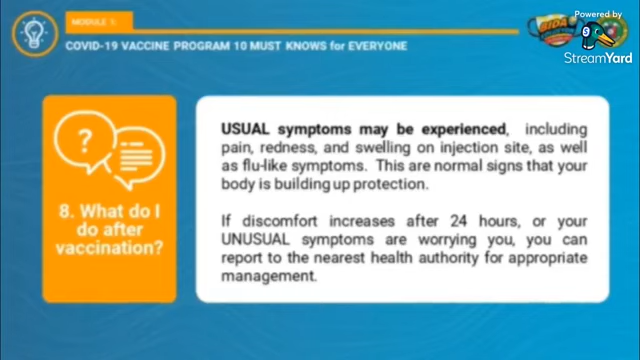 MODULE 5:
COVID-19 VACCINE PROGRAM 10 MUST KNOWS for EVERYONE
BIDA
Powered by
StreamYard
8. What do I
do after
vaccination?
USUAL symptoms may be experienced, including
pain, redness, and swelling on injection site, as well
as flu-like symptoms. This are normal signs that your
body is building up protection.
If discomfort increases after 24 hours, or your
UNUSUAL symptoms are worrying you, you can
report to the nearest health authority for appropriate
management.